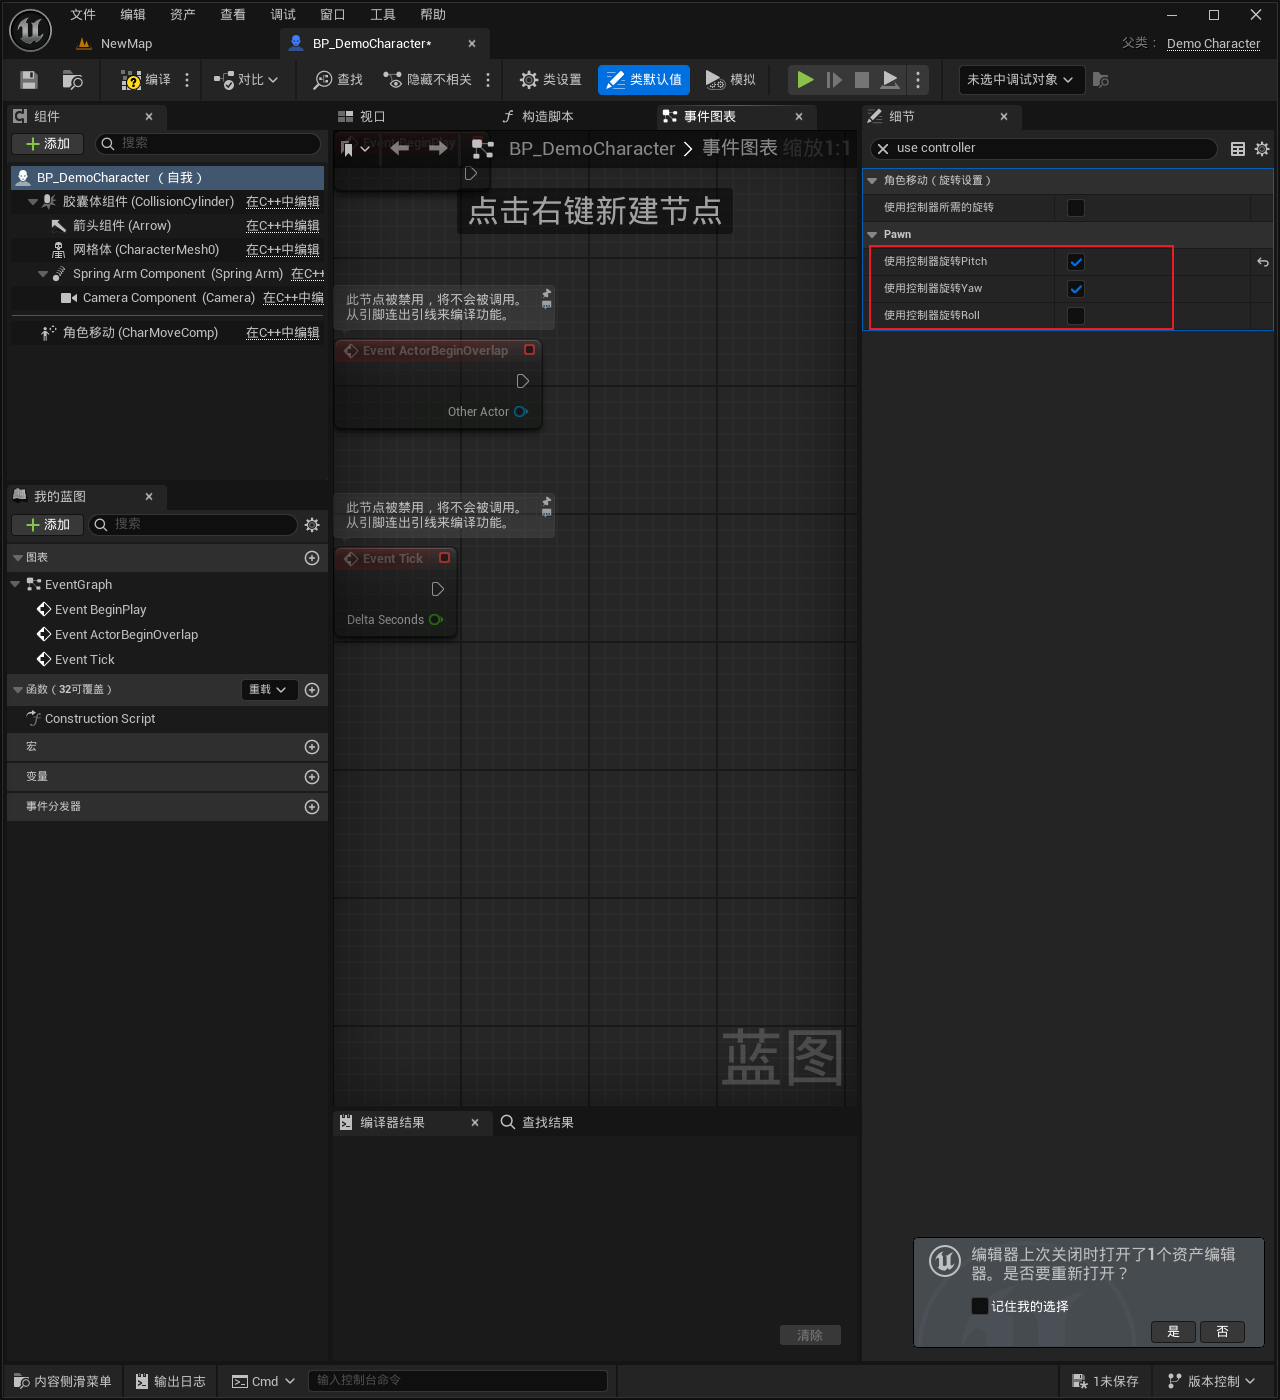 文件 编辑 资产 查看 调试 窗口 工具 帮助
NewMap
BP_DemoCharacter*
父类：
Demo Character
编译
对比
查找
隐藏不相关
类设置
类默认值
模拟
未选中调试对象
组件
添加
搜索
BP_DemoCharacter （自我）
胶囊体组件 (CollisionCylinder) 在C++中编辑
箭头组件 (Arrow) 在C++中编辑
网格体 (CharacterMesh0) 在C++中编辑
Spring Arm Component (Spring Arm) 在C++
Camera Component (Camera) 在C++中编
角色移动 (CharMoveComp) 在C++中编辑
我的蓝图
添加
搜索
图表
EventGraph
Event BeginPlay
Event ActorBeginOverlap
Event Tick
函数（32可覆盖）
重载
Construction Script
宏
变量
事件分发器
视口
构造脚本
事件图表
Event BeginPlay
BP_DemoCharacter
事件图表
缩放1:1
点击右键新建节点
此节点被禁用，将不会被调用。
从引脚连出引线来编译功能。
Event ActorBeginOverlap
Other Actor
此节点被禁用，将不会被调用。
从引脚连出引线来编译功能。
Event Tick
Delta Seconds
蓝图
编译器结果
查找结果
清除
细节
use controller
角色移动（旋转设置）
使用控制器所需的旋转
Pawn
使用控制器旋转Pitch
使用控制器旋转Yaw
使用控制器旋转Roll
编辑器上次关闭时打开了1个资产编辑
器。是否要重新打开？
记住我的选择
是
否
内容侧滑菜单
输出日志
Cmd
输入控制台命令
1未保存
版本控制